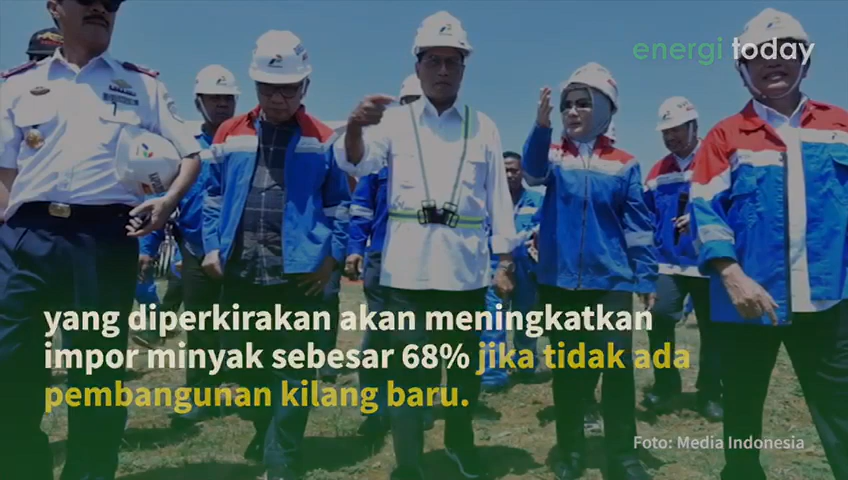 energi today
yang diperkirakan akan meningkatkan
impor minyak sebesar 68% jika tidak ada
pembangunan kilang baru.
Foto: Media Indonesia